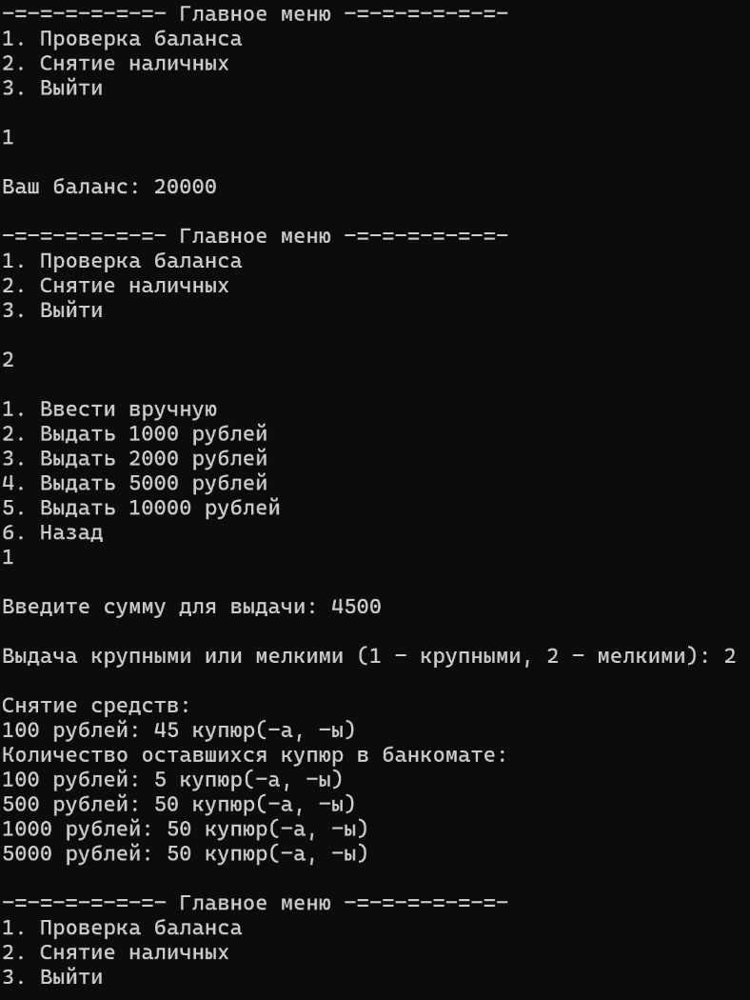 -=-=-=-=-=-=- Главное меню -=-=-=-=-=-=-
1. Проверка баланса
2. Снятие наличных
3. Выйти
1
Ваш баланс: 20000
-=-=-=-=-=-=- Главное меню -=-=-=-=-=-=-
1. Проверка баланса
2. Снятие наличных
3. Выйти
2
1. Ввести вручную
2. Выдать 1000 рублей
3. Выдать 2000 рублей
4. Выдать 5000 рублей
5. Выдать 10000 рублей
6. Назад
1
Введите сумму для выдачи: 4500
Выдача крупными или мелкими (1 - крупными, 2 - мелкими): 2
Снятие средств:
100 рублей: 45 купюр(-а, -ы)
Количество оставшихся купюр в банкомате:
100 рублей: 5 купюр(-а, -ы)
500 рублей: 50 купюр(-а, -ы)
1000 рублей: 50 купюр(-а, -ы)
5000 рублей: 50 купюр(-а, -ы)
-=-=-=-=-=-=- Главное меню -=-=-=-=-=-=-
1. Проверка баланса
2. Снятие наличных
3. Выйти